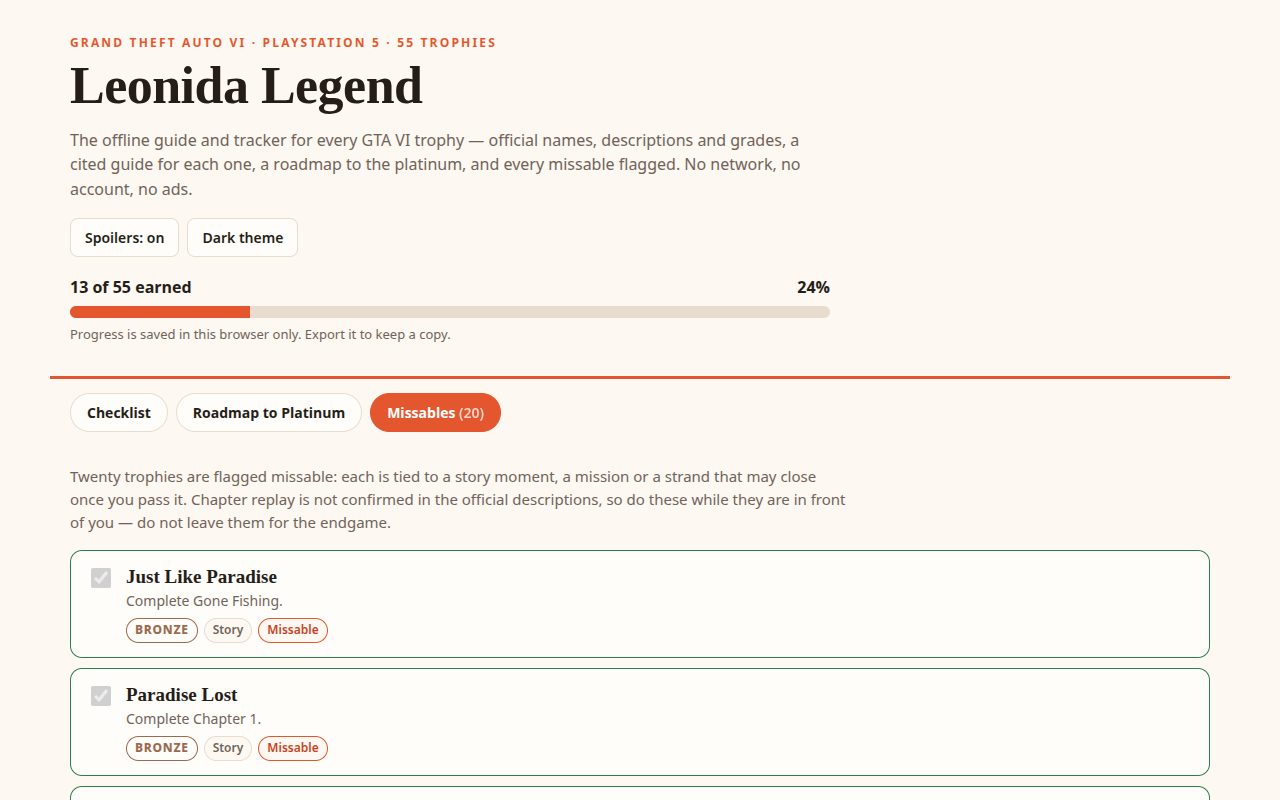 GRAND THEFT AUTO VI · PLAYSTATION 5 · 55 TROPHIES
Leonida Legend
The offline guide and tracker for every GTA VI trophy — official names, descriptions and grades, a
cited guide for each one, a roadmap to the platinum, and every missable flagged. No network, no
account, no ads.
Spoilers: on
Dark theme
13 of 55 earned
24%
Progress is saved in this browser only. Export it to keep a copy.
Checklist
Roadmap to Platinum
Missables (20)
Twenty trophies are flagged missable: each is tied to a story moment, a mission or a strand that may close
once you pass it. Chapter replay is not confirmed in the official descriptions, so do these while they are in front
of you — do not leave them for the endgame.
Just Like Paradise
Complete Gone Fishing.
BRONZE
Story
Missable
Paradise Lost
Complete Chapter 1.
BRONZE
Story
Missable